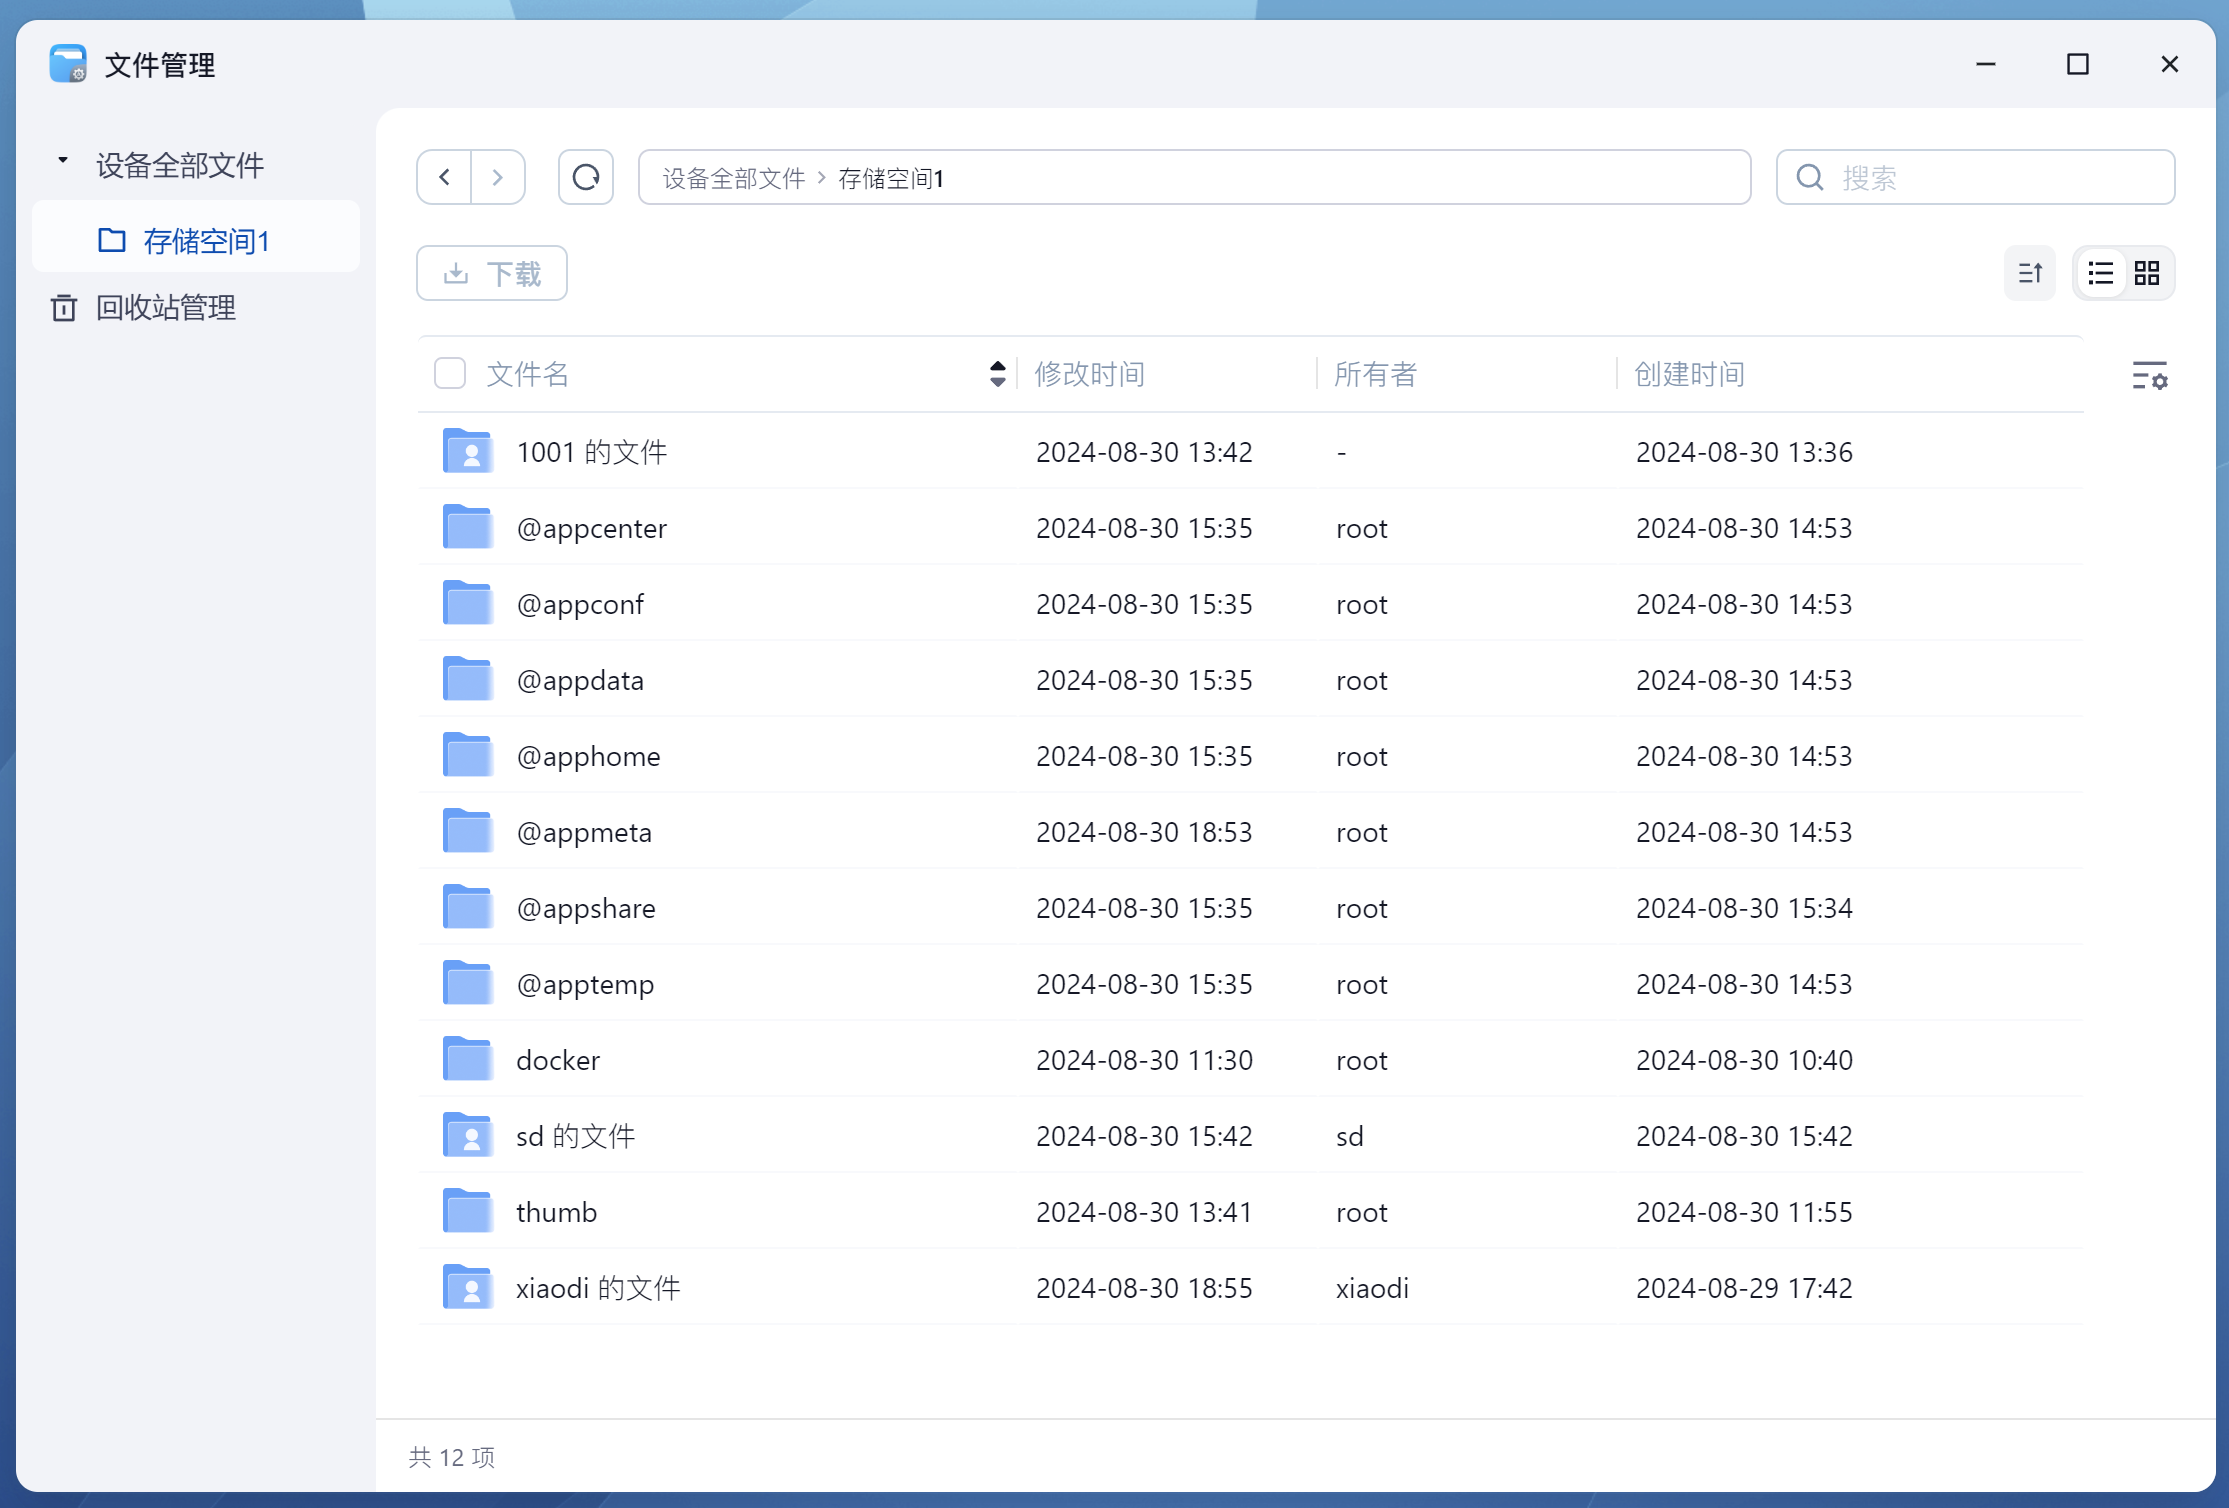 文件管理
设备全部文件
存储空间1
回收站管理
设备全部文件 > 存储空间1
搜索
下载
文件名 修改时间 所有者 创建时间
1001 的文件 2024-08-30 13:42 - 2024-08-30 13:36
@appcenter 2024-08-30 15:35 root 2024-08-30 14:53
@appconf 2024-08-30 15:35 root 2024-08-30 14:53
@appdata 2024-08-30 15:35 root 2024-08-30 14:53
@apphome 2024-08-30 15:35 root 2024-08-30 14:53
@appmeta 2024-08-30 18:53 root 2024-08-30 14:53
@appshare 2024-08-30 15:35 root 2024-08-30 15:34
@apptemp 2024-08-30 15:35 root 2024-08-30 14:53
docker 2024-08-30 11:30 root 2024-08-30 10:40
sd 的文件 2024-08-30 15:42 sd 2024-08-30 15:42
thumb 2024-08-30 13:41 root 2024-08-30 11:55
xiaodi 的文件 2024-08-30 18:55 xiaodi 2024-08-29 17:42
共 12 项